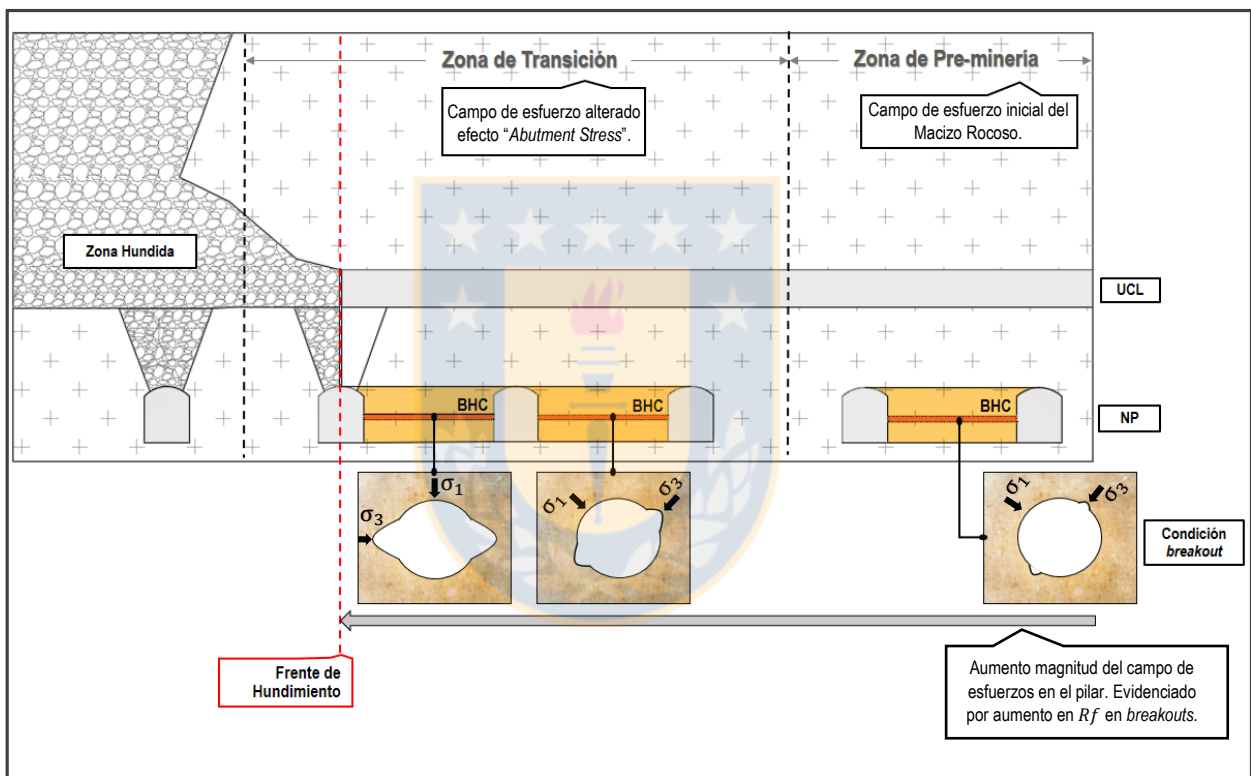 Zona de Transición
Zona de Pre-minería
Campo de esfuerzo alterado
efecto “Abutment Stress”.
Campo de esfuerzo inicial del
Macizo Rocoso.
Zona Hundida
UCL
BHC
BHC
BHC
NP
σ1
σ3
σ1
σ3
σ1
σ3
Condición
breakout
Frente de
Hundimiento
Aumento magnitud del campo de
esfuerzos en el pilar. Evidenciado
por aumento en Rf en breakouts.